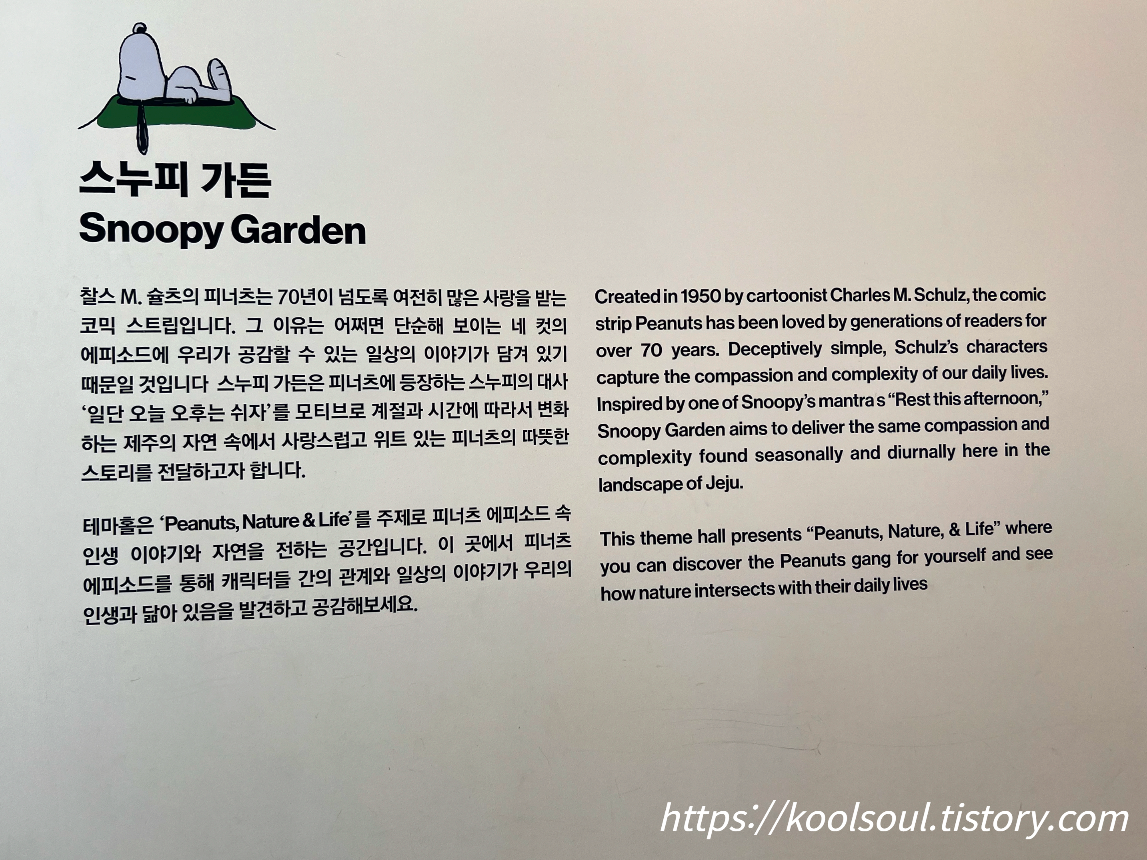 스누피 가든
Snoopy Garden
찰스 M. 슐츠의 피너츠는 70년이 넘도록 여전히 많은 사랑을 받는
코믹 스트립입니다. 그 이유는 어쩌면 단순해 보이는 네 컷의
에피소드에 우리가 공감할 수 있는 일상의 이야기가 담겨 있기
때문일 것입니다 스누피 가든은 피너츠에 등장하는 스누피의 대사
‘일단 오늘 오후는 쉬자’를 모티브로 계절과 시간에 따라서 변화
하는 제주의 자연 속에서 사랑스럽고 위트 있는 피너츠의 따뜻한
스토리를 전달하고자 합니다.
테마홀은 ‘Peanuts, Nature & Life’를 주제로 피너츠 에피소드 속
인생 이야기와 자연을 전하는 공간입니다. 이 곳에서 피너츠
에피소드를 통해 캐릭터들 간의 관계와 일상의 이야기가 우리의
인생과 닮아 있음을 발견하고 공감해보세요.
Created in 1950 by cartoonist Charles M. Schulz, the comic
strip Peanuts has been loved by generations of readers for
over 70 years. Deceptively simple, Schulz’s characters
capture the compassion and complexity of our daily lives.
Inspired by one of Snoopy’s mantra s “Rest this afternoon,”
Snoopy Garden aims to deliver the same compassion and
complexity found seasonally and diurnally here in the
landscape of Jeju.
This theme hall presents “Peanuts, Nature, & Life” where
you can discover the Peanuts gang for yourself and see
how nature intersects with their daily lives
https://koolsoul.tistory.com